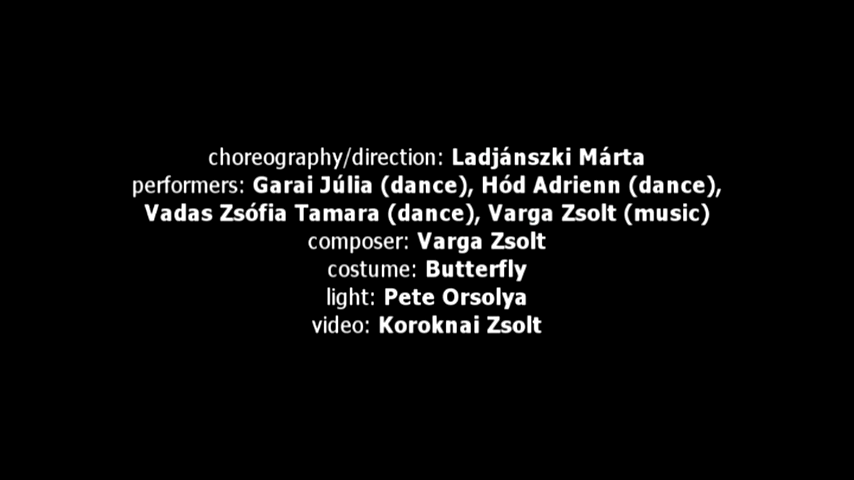 choreography/direction: Ladjánszki Márta
performers: Garai Júlia (dance), Hód Adrienn (dance),
Vadas Zsófia Tamara (dance), Varga Zsolt (music)
composer: Varga Zsolt
costume: Butterfly
light: Pete Orsolya
video: Koroknai Zsolt